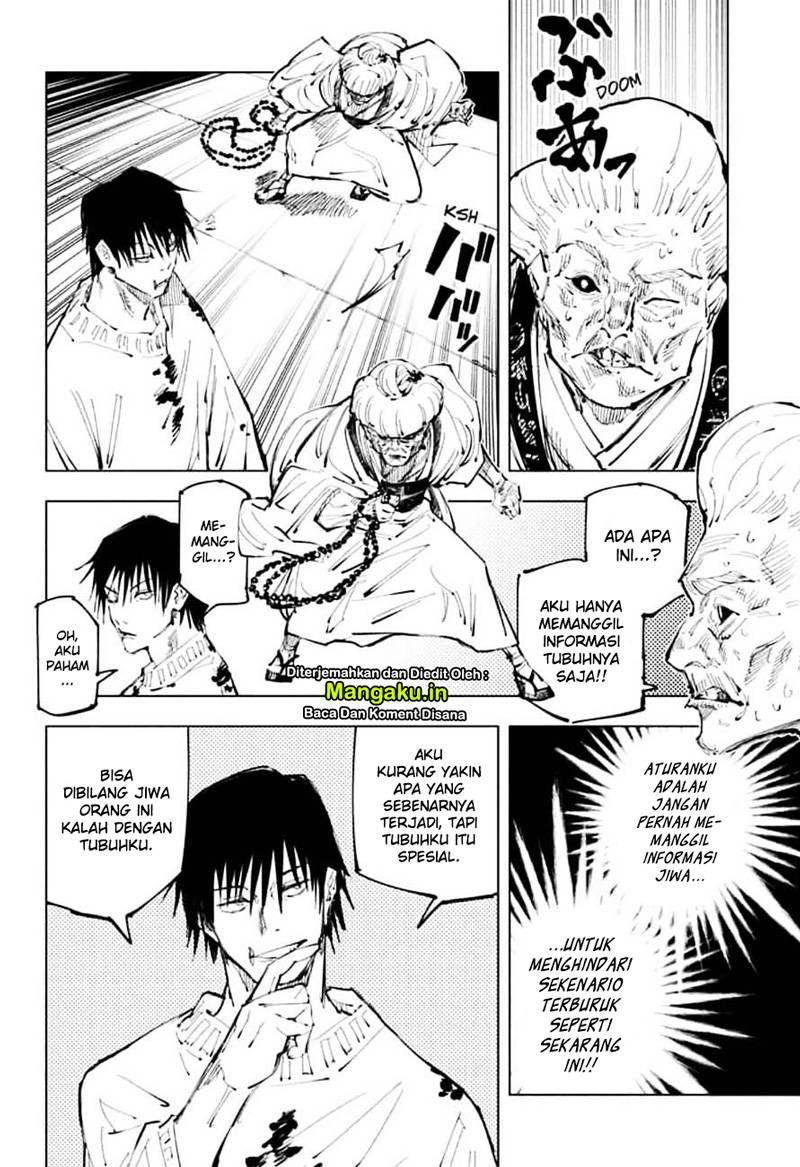 ぶあ"っ
DOOM
KSH
バババッ
ADA APA
INI...?
AKU HANYA
MEMANGGIL
INFORMASI
TUBUHNYA
SAJA!!
ME-
MANG-
GIL...?
OH,
AKU
PAHAM
...
Diterjemahkan dan Diedit Oleh :
Mangaku.in
Baca Dan Koment Disana
ATURANKU
ADALAH
JANGAN
PERNAH ME-
MANGGIL
INFORMASI
JIWA...
...UNTUK
MENGHINDARI
SEKENARIO
TERBURUK
SEPERTI
SEKARANG
INI.!!
AKU
KURANG YAKIN
APA YANG
SEBENARNYA
TERJADI, TAPI
TUBUHKU ITU
SPESIAL.
BISA
DIBILANG JIWA
ORANG INI
KALAH DENGAN
TUBUHKU.